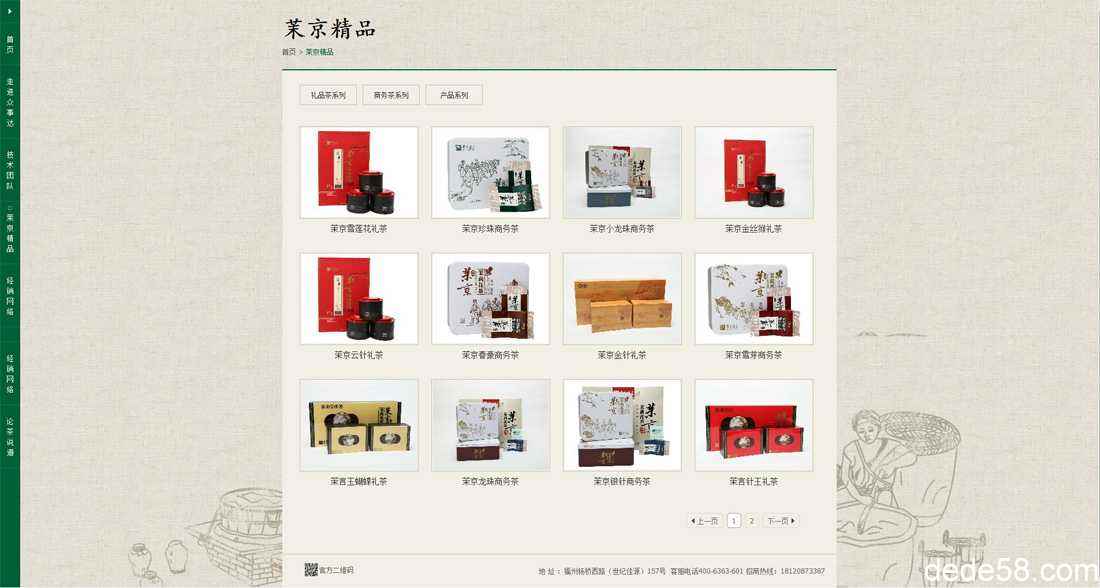 首页
走进众事达
技术团队
茉京精品
经销网络
经销网络
论茶说道
茉京精品
首页 > 茉京精品
礼品茶系列 商务茶系列 产品系列
茉京雪莲花礼茶 茉京珍珠商务茶 茉京小龙珠商务茶 茉京金丝猴礼茶
茉京云针礼茶 茉京春毫商务茶 茉京金针礼茶 茉京雪芽商务茶
茉言玉蝴蝶礼茶 茉京龙珠商务茶 茉京银针商务茶 茉言针王礼茶
上一页 1 2 下一页
官方二维码
地 址 : 福州杨桥西路（世纪佳源）157号 客服电话400-6363-601 招商热线: 18120873387
dede58.com